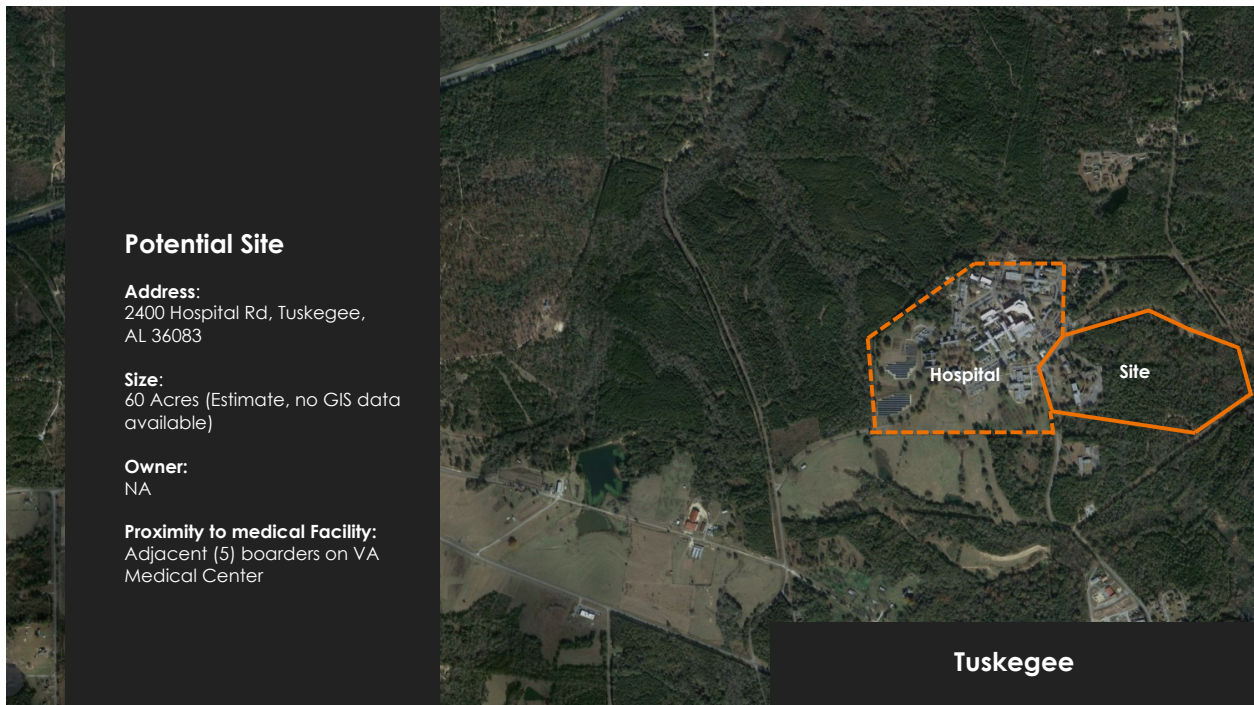 Potential Site
Address:
2400 Hospital Rd, Tuskegee,
AL 36083
Size:
60 Acres (Estimate, no GIS data
available)
Owner:
NA
Proximity to medical Facility:
Adjacent (5) boarders on VA
Medical Center
Hospital
Site
Tuskegee